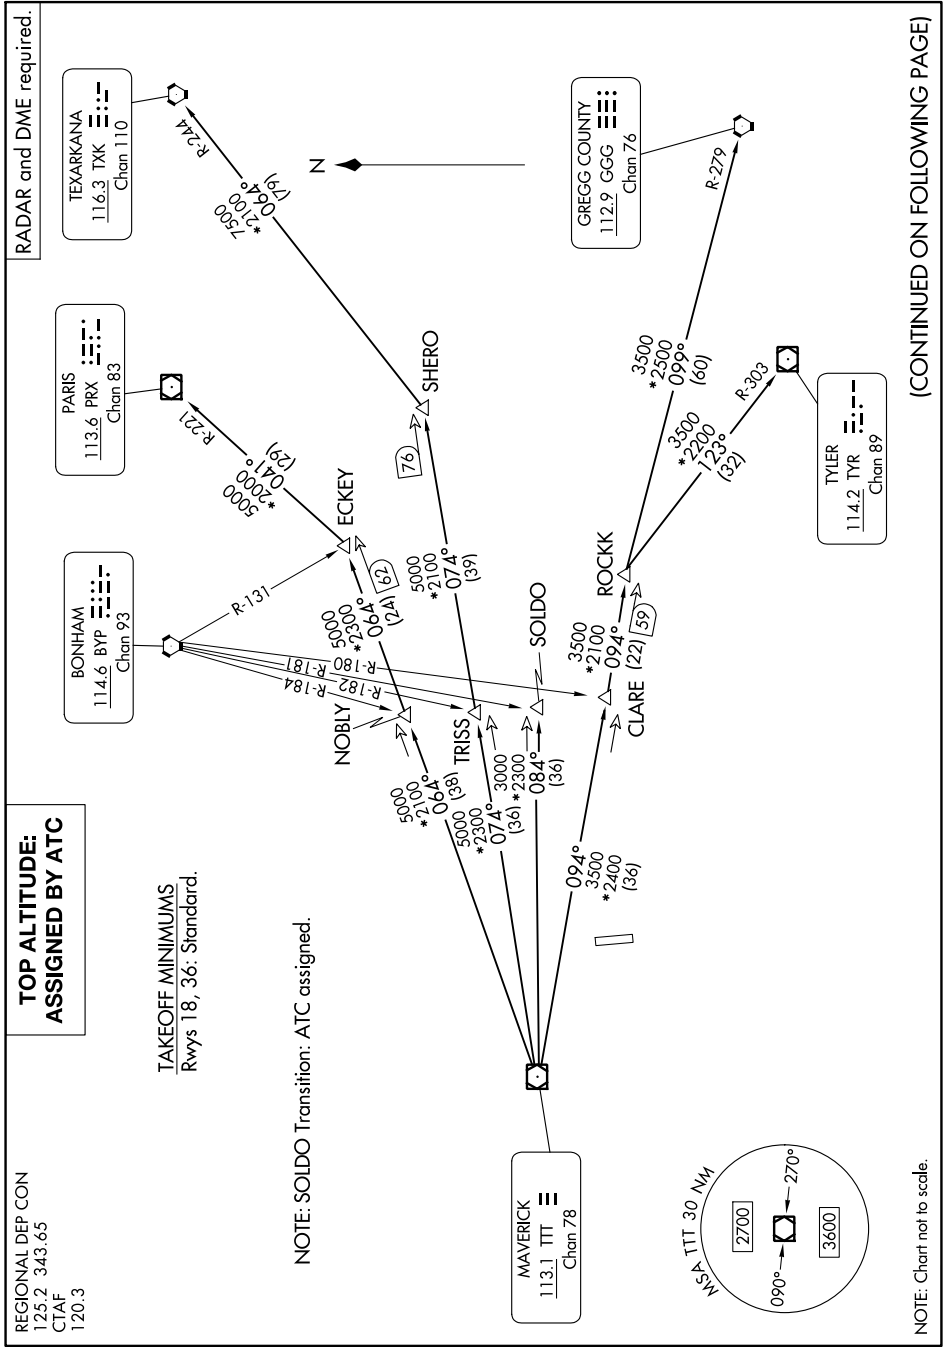 REGIONAL DEP CON
125.2 343.65
CTAF
120.3
TOP ALTITUDE:
ASSIGNED BY ATC
RADAR and DME required.
TAKEOFF MINIMUMS
Rwys 18, 36: Standard.
NOTE: SOLDO Transition: ATC assigned.
BONHAM
114.6 BYP
Chan 93
PARIS
113.6 PRX
Chan 83
TEXARKANA
116.3 TXK
Chan 110
R-244
7500
*2100
064°
(79)
N
R-221
5000
*2000
041°
(29)
R-131
ECKEY
62
5000
*2300
064°
(24)
R-184
R-181
R-182
R-180
NOBLY
5000
*2100
064°
(38)
SHERO
76
5000
*2100
074°
(39)
TRISS
5000
*2300
074°
(36)
SOLDO
3000
*2300
084°
(36)
ROCKK
59
3500
*2100
094°
(22)
CLARE
094°
3500
*2400
(36)
GREGG COUNTY
112.9 GGG
Chan 76
R-279
3500
*2500
099°
(60)
R-303
3500
*2200
123°
(32)
TYLER
114.2 TYR
Chan 89
MAVERICK
113.1 TTT
Chan 78
MSA TTT 30 NM
2700
090°
270°
3600
NOTE: Chart not to scale.
(CONTINUED ON FOLLOWING PAGE)